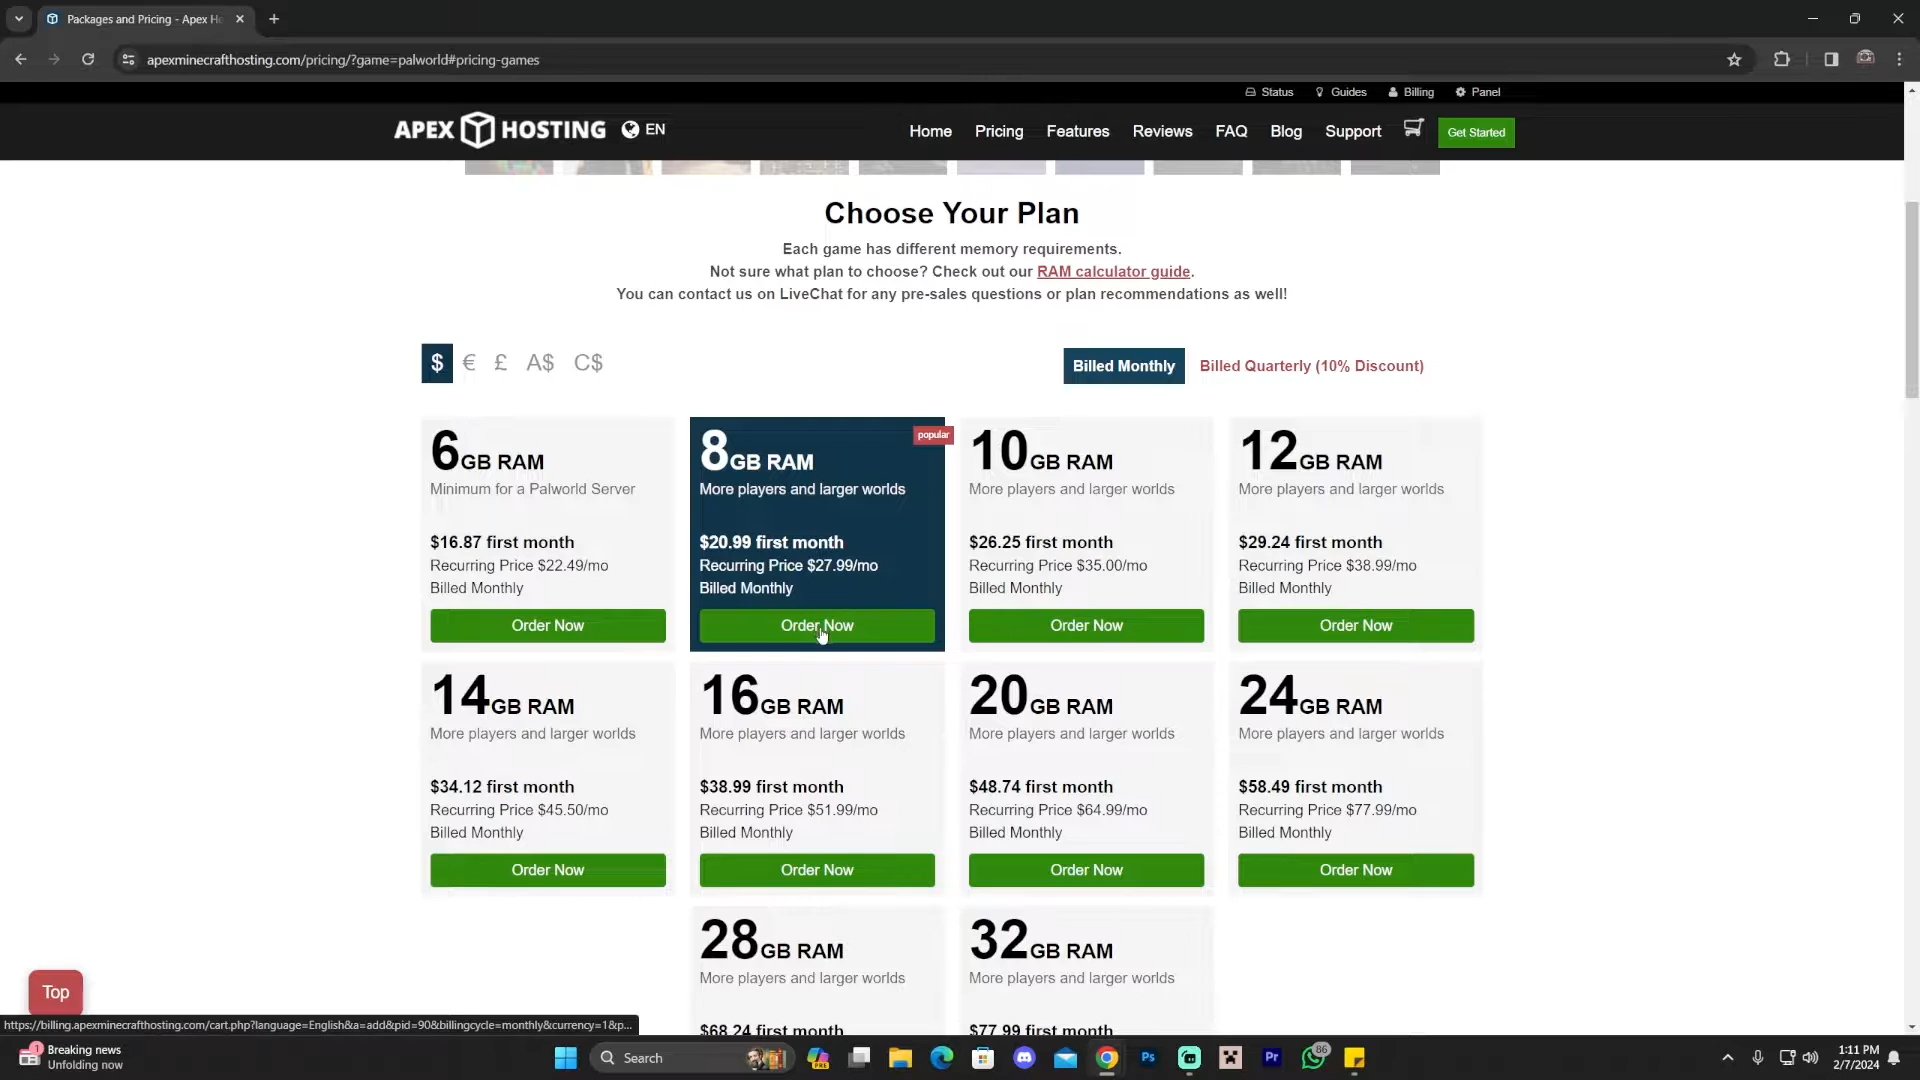 Packages and Pricing - Apex Ho
apexminecrafthosting.com/pricing/?game=palworld#pricing-games
Status Guides Billing Panel
APEX HOSTING EN
Home Pricing Features Reviews FAQ Blog Support Get Started
Choose Your Plan
Each game has different memory requirements.
Not sure what plan to choose? Check out our RAM calculator guide.
You can contact us on LiveChat for any pre-sales questions or plan recommendations as well!
$ € £ A$ C$
Billed Monthly Billed Quarterly (10% Discount)
6GB RAM
Minimum for a Palworld Server
$16.87 first month
Recurring Price $22.49/mo
Billed Monthly
Order Now
popular
8GB RAM
More players and larger worlds
$20.99 first month
Recurring Price $27.99/mo
Billed Monthly
Order Now
10GB RAM
More players and larger worlds
$26.25 first month
Recurring Price $35.00/mo
Billed Monthly
Order Now
12GB RAM
More players and larger worlds
$29.24 first month
Recurring Price $38.99/mo
Billed Monthly
Order Now
14GB RAM
More players and larger worlds
$34.12 first month
Recurring Price $45.50/mo
Billed Monthly
Order Now
16GB RAM
More players and larger worlds
$38.99 first month
Recurring Price $51.99/mo
Billed Monthly
Order Now
20GB RAM
More players and larger worlds
$48.74 first month
Recurring Price $64.99/mo
Billed Monthly
Order Now
24GB RAM
More players and larger worlds
$58.49 first month
Recurring Price $77.99/mo
Billed Monthly
Order Now
28GB RAM
More players and larger worlds
$68.24 first month
32GB RAM
More players and larger worlds
$77.99 first month
Top
https://billing.apexminecrafthosting.com/cart.php?language=English&a=add&pid=90&billingcycle=monthly&currency=1&p...
1
Breaking news
Unfolding now
Search
PRE
Ps
Pr
86
1:11 PM
2/7/2024